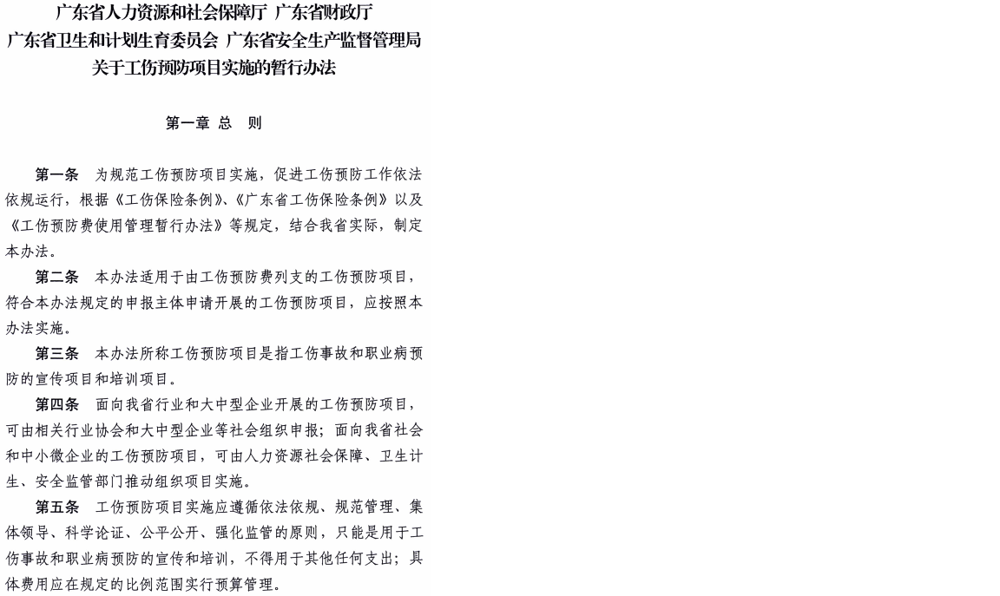 广东省人力资源和社会保障厅 广东省财政厅
广东省卫生和计划生育委员会 广东省安全生产监督管理局
关于工伤预防项目实施的暂行办法
第一章 总 则
第一条 为规范工伤预防项目实施，促进工伤预防工作依法
依规运行，根据《工伤保险条例》、《广东省工伤保险条例》以及
《工伤预防费使用管理暂行办法》等规定，结合我省实际，制定
本办法。
第二条 本办法适用于由工伤预防费列支的工伤预防项目，
符合本办法规定的申报主体申请开展的工伤预防项目，应按照本
办法实施。
第三条 本办法所称工伤预防项目是指工伤事故和职业病预
防的宣传项目和培训项目。
第四条 面向我省行业和大中型企业开展的工伤预防项目，
可由相关行业协会和大中型企业等社会组织申报；面向我省社会
和中小微企业的工伤预防项目，可由人力资源社会保障、卫生计
生、安全监管部门推动组织项目实施。
第五条 工伤预防项目实施应遵循依法依规、规范管理、集
体领导、科学论证、公平公开、强化监管的原则，只能是用于工
伤事故和职业病预防的宣传和培训，不得用于其他任何支出；具
体费用应在规定的比例范围实行预算管理。